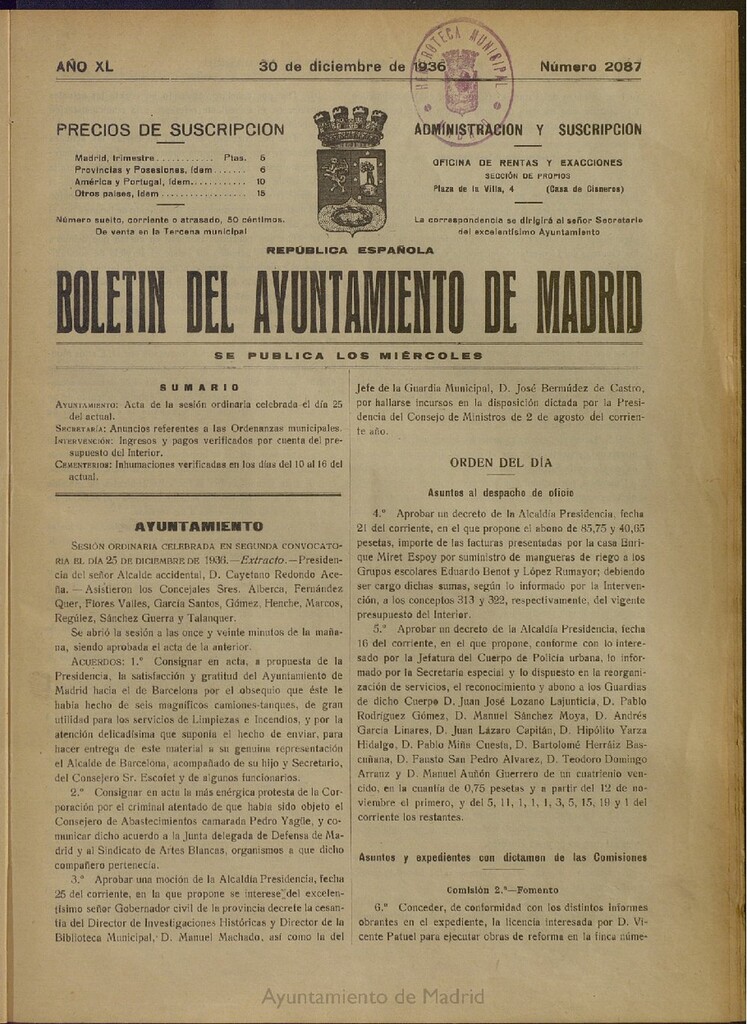 AÑO XL
30 de diciembre de 1936
Número 2087
HEMEROTECA MUNICIPAL
MADRID
PRECIOS DE SUSCRIPCION
Madrid, trimestre........... Ptas. 5
Provincias y Posesiones, ídem....... 6
América y Portugal, ídem........... 10
Otros países, ídem................. 15
Número suelto, corriente o atrasado, 50 céntimos.
De venta en la Tercena municipal
ADMINISTRACION Y SUSCRIPCIÓN
OFICINA DE RENTAS Y EXACCIONES
SECCIÓN DE PROPIOS
Plaza de la Villa, 4 (Casa de Cisneros)
La correspondencia se dirigirá al señor Secretario
del excelentísimo Ayuntamiento
REPÚBLICA ESPAÑOLA
BOLETIN DEL AYUNTAMIENTO DE MADRID
SE PUBLICA LOS MIÉRCOLES
SUMARIO
AYUNTAMIENTO: Acta de la sesión ordinaria celebrada el día 25
del actual.
SECRETARÍA: Anuncios referentes a las Ordenanzas municipales.
INTERVENCIÓN: Ingresos y pagos verificados por cuenta del pre-
supuesto del Interior.
CEMENTERIOS: Inhumaciones verificadas en los días del 10 al 16 del
actual.
AYUNTAMIENTO
SESIÓN ORDINARIA CELEBRADA EN SEGUNDA CONVOCATO-
RIA EL DÍA 25 DE DICIEMBRE DE 1936.—Extracto.—Presiden-
cia del señor Alcalde accidental, D. Cayetano Redondo Ace-
ña.—Asistieron los Concejales Sres. Alberca, Fernández
Quer, Flores Valles, García Santos, Gómez, Henche, Marcos,
Regúlez, Sánchez Guerra y Talanquer.
Se abrió la sesión a las once y veinte minutos de la maña-
na, siendo aprobada el acta de la anterior.
ACUERDOS: 1.º Consignar en acta, a propuesta de la
Presidencia, la satisfacción y gratitud del Ayuntamiento de
Madrid hacia el de Barcelona por el obsequio que éste le
había hecho de seis magníficos camiones-tanques, de gran
utilidad para los servicios de Limpiezas e Incendios, y por la
atención delicadísima que suponía el hecho de enviar, para
hacer entrega de este material a su genuina representación
el Alcalde de Barcelona, acompañado de su hijo y Secretario,
del Consejero Sr. Escofet y de algunos funcionarios.
2.º Consignar en acta la más enérgica protesta de la Cor-
poración por el criminal atentado de que había sido objeto el
Consejero de Abastecimientos camarada Pedro Yagüe, y co-
municar dicho acuerdo a la Junta delegada de Defensa de Ma-
drid y al Sindicato de Artes Blancas, organismos a que dicho
compañero pertenecía.
3.º Aprobar una moción de la Alcaldía Presidencia, fecha
25 del corriente, en la que propone se interese del excelen-
tísimo señor Gobernador civil de la provincia decrete la cesan-
tía del Director de Investigaciones Históricas y Director de la
Biblioteca Municipal, D. Manuel Machado, así como la del
Jefe de la Guardia Municipal, D. José Bermúdez de Castro,
por hallarse incursos en la disposición dictada por la Presi-
dencia del Consejo de Ministros de 2 de agosto del corrien-
te año.
ORDEN DEL DÍA
Asuntos al despacho de oficio
4.º Aprobar un decreto de la Alcaldía Presidencia, fecha
21 del corriente, en el que propone el abono de 85,75 y 40,65
pesetas, importe de las facturas presentadas por la casa Enri-
que Miret Espoy por suministro de mangueras de riego a los
Grupos escolares Eduardo Benot y López Rumayor; debiendo
ser cargo dichas sumas, según lo informado por la Interven-
ción, a los conceptos 313 y 322, respectivamente, del vigente
presupuesto del Interior.
5.º Aprobar un decreto de la Alcaldía Presidencia, fecha
16 del corriente, en el que propone, conforme con lo intere-
sado por la Jefatura del Cuerpo de Policía urbana, lo infor-
mado por la Secretaría especial y lo dispuesto en la reorgani-
zación de servicios, el reconocimiento y abono a los Guardias
de dicho Cuerpo D. Juan José Lozano Lajusticia, D. Pablo
Rodríguez Gómez, D. Manuel Sánchez Moya, D. Andrés
García Linares, D. Juan Lázaro Capitán, D. Hipólito Yarza
Hidalgo, D. Pablo Miña Cuesta, D. Bartolomé Herráiz Bas-
cuñana, D. Fausto San Pedro Alvarez, D. Teodoro Domingo
Arranz y D. Manuel Auñón Guerrero de un cuatrienio ven-
cido, en la cuantía de 0,75 pesetas y a partir del 12 de no-
viembre el primero, y del 5, 11, 1, 1, 1, 3, 5, 15, 19 y 1 del
corriente los restantes.
Asuntos y expedientes con dictamen de las Comisiones
Comisión 2.ª—Fomento
6.º Conceder, de conformidad con los distintos informes
obrantes en el expediente, la licencia interesada por D. Vi-
cente Patuel para ejecutar obras de reforma en la finca núme-
Ayuntamiento de Madrid